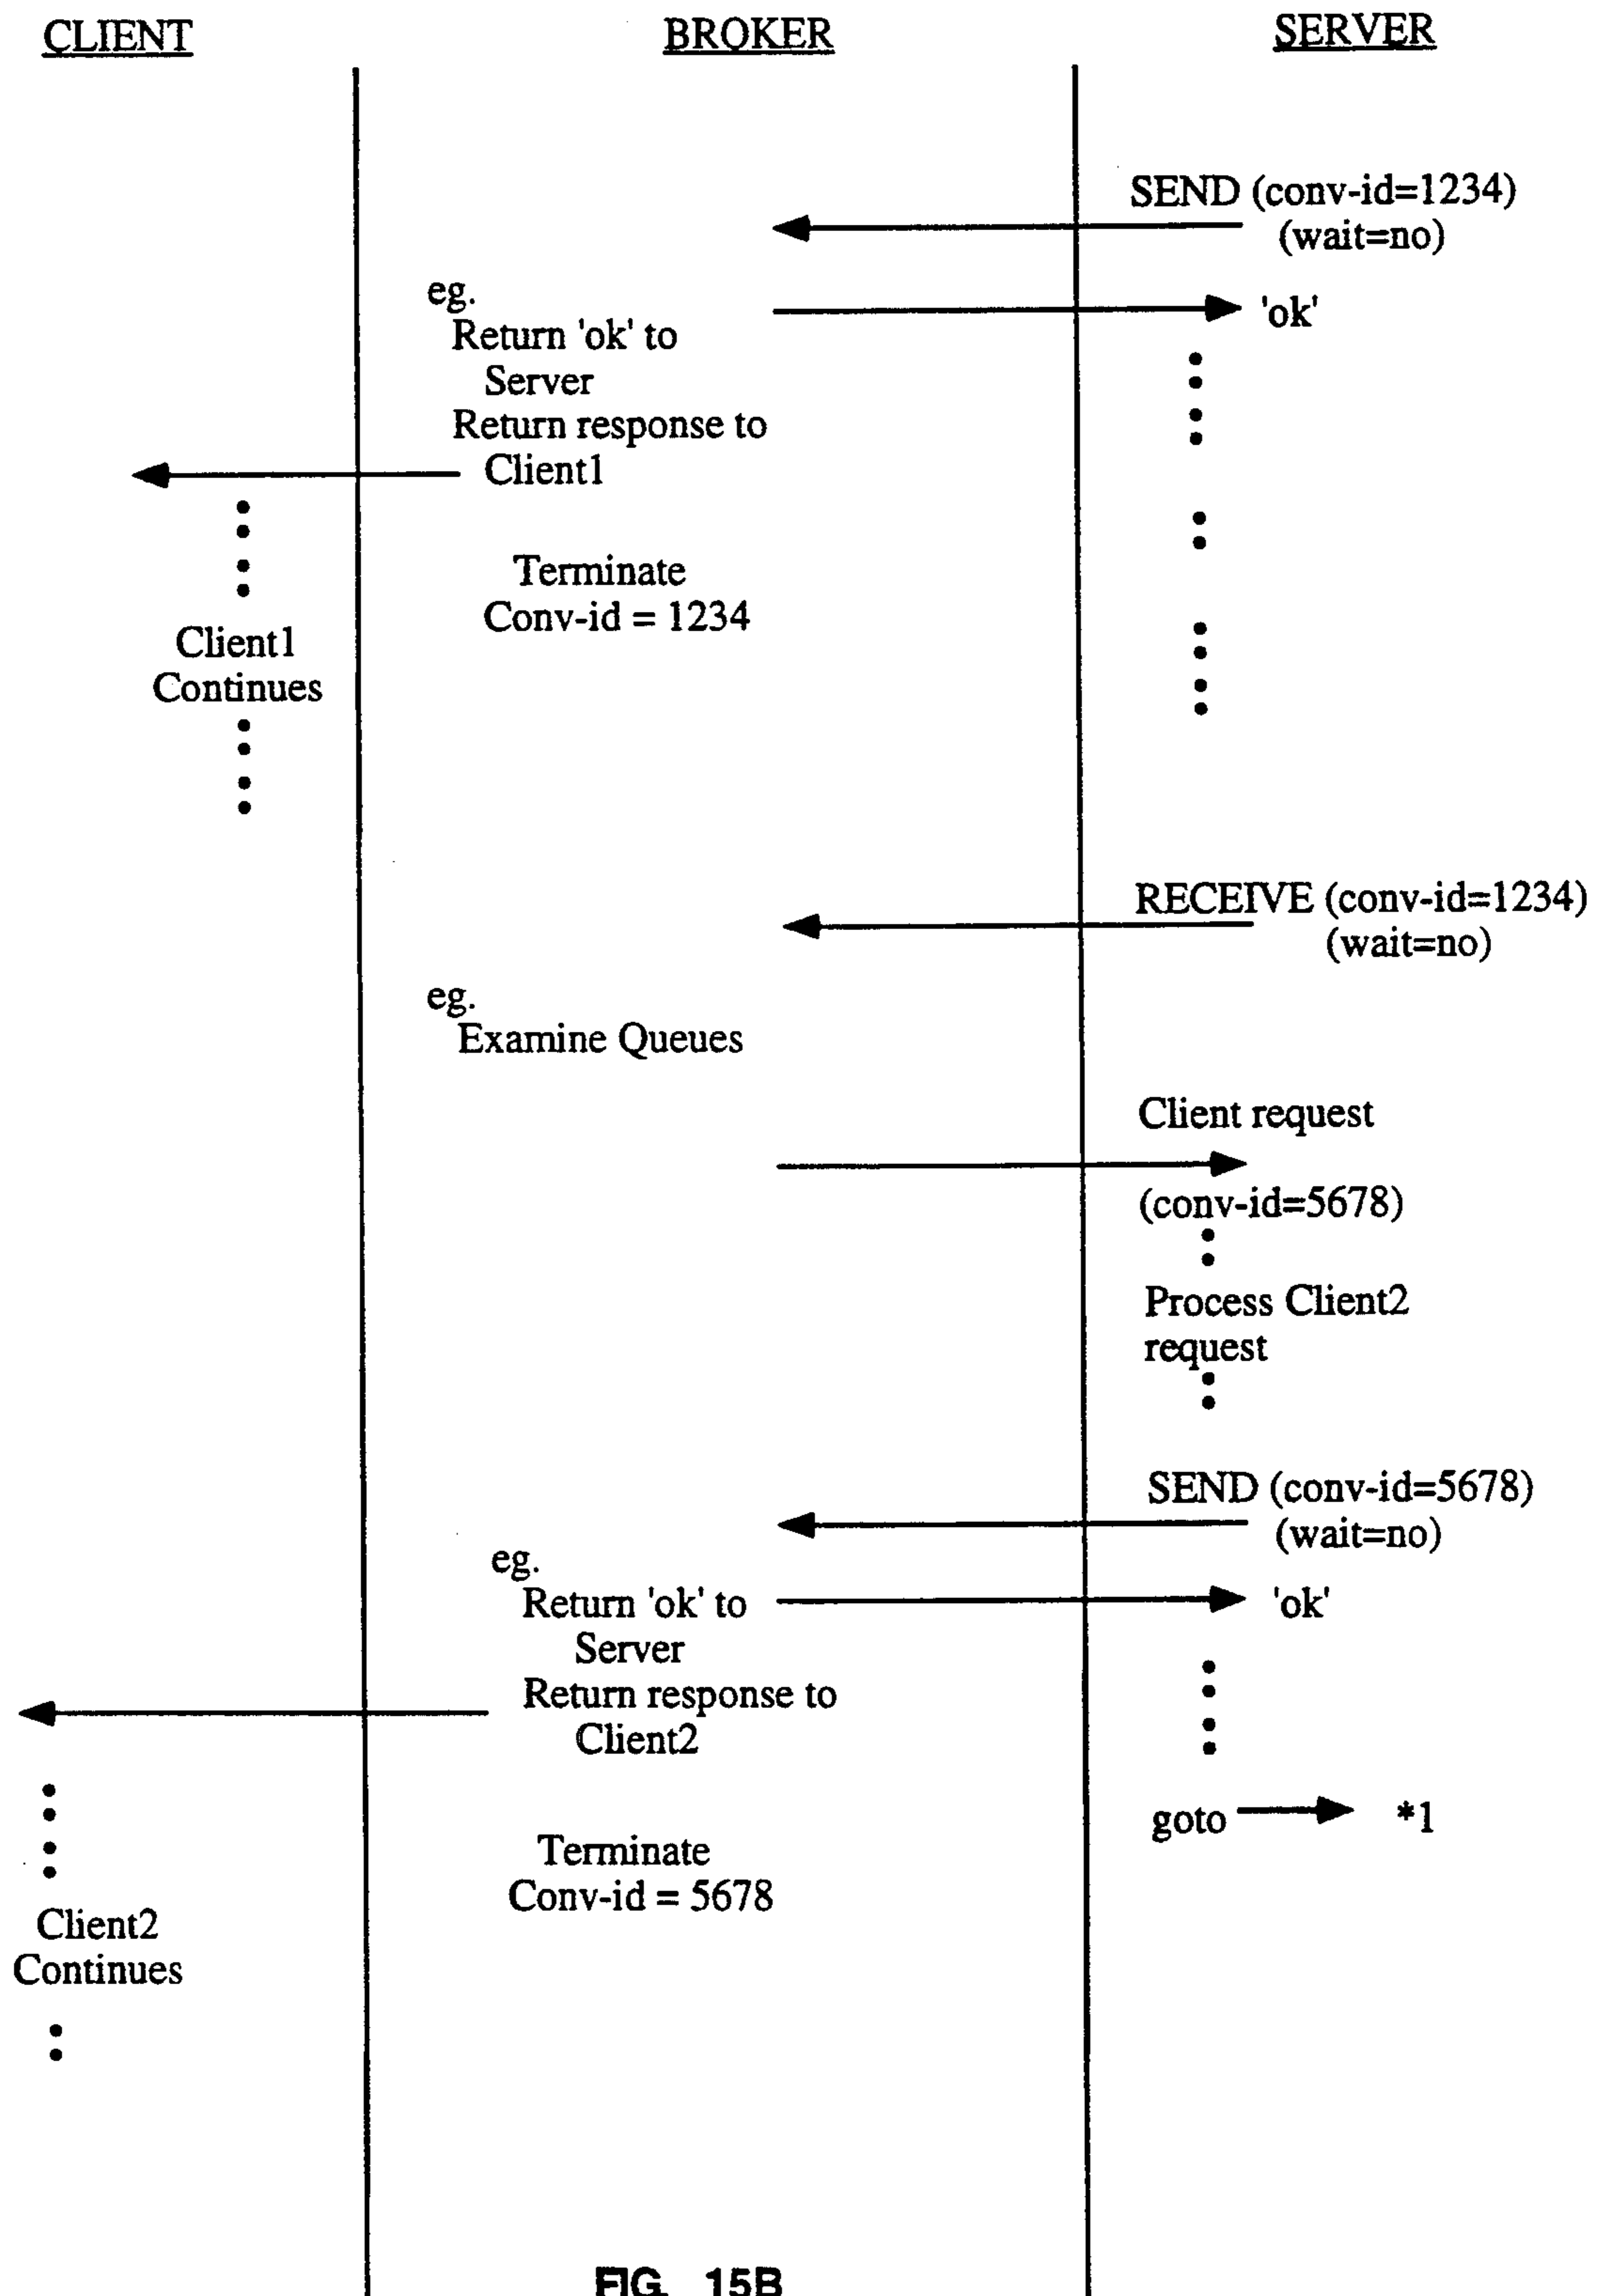 CLIENT
BROKER
SERVER
SEND (conv-id=1234)
(wait=no)
eg.
Return 'ok' to
Server
'ok'
Return response to
Client1
Terminate
Conv-id = 1234
Client1
Continues
RECEIVE (conv-id=1234)
(wait=no)
eg.
Examine Queues
Client request
(conv-id=5678)
Process Client2
request
SEND (conv-id=5678)
(wait=no)
eg.
Return 'ok' to
Server
'ok'
Return response to
Client2
goto
*1
Terminate
Conv-id = 5678
Client2
Continues
FIG. 15B